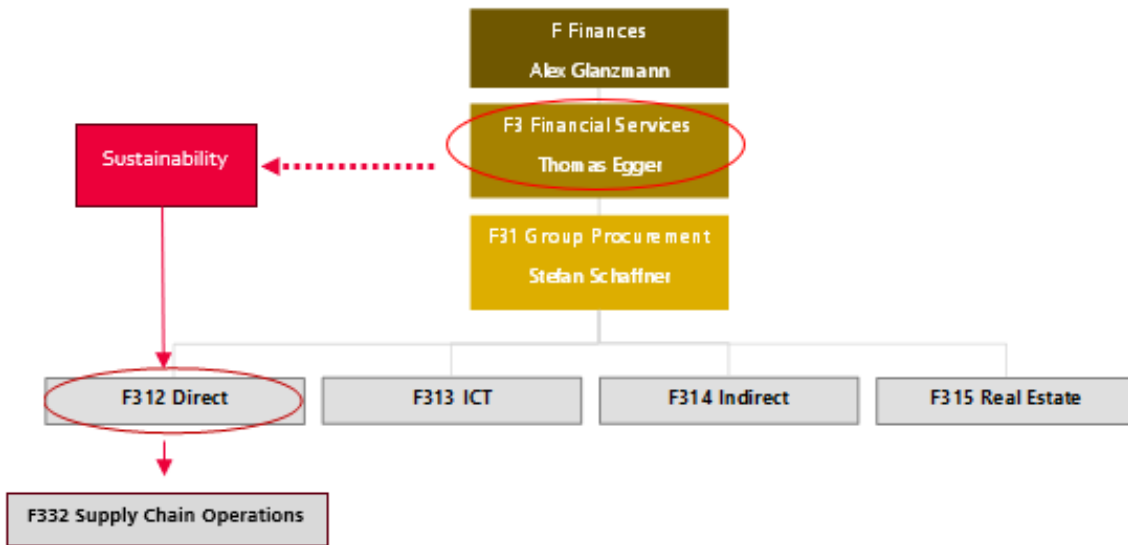 F Finances
Alex Glanzmann
F3 Financial Services
Thomas Egger
Sustainability
F31 Group Procurement
Stefan Schaffner
F312 Direct
F313 ICT
F314 Indirect
F315 Real Estate
F332 Supply Chain Operations